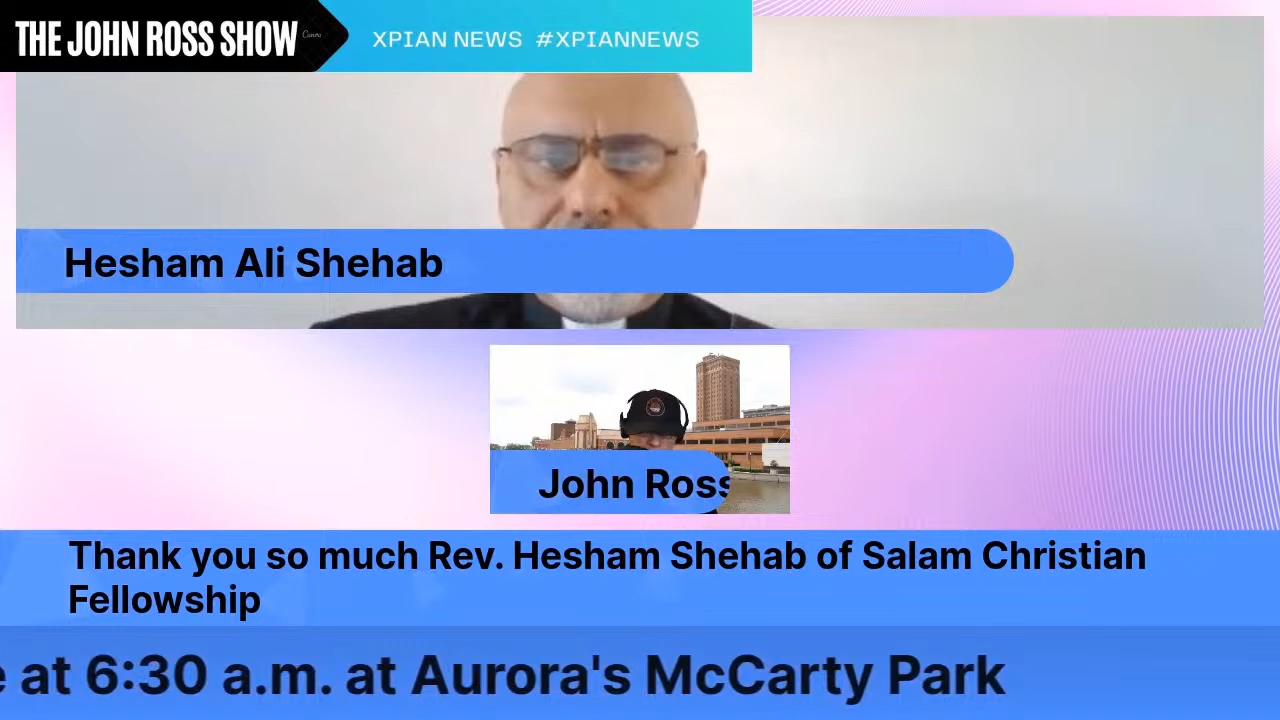 THE JOHN ROSS SHOW
Canva
XPIAN NEWS #XPIANNEWS
Hesham Ali Shehab
John Ross
Thank you so much Rev. Hesham Shehab of Salam Christian
Fellowship
at 6:30 a.m. at Aurora's McCarty Park